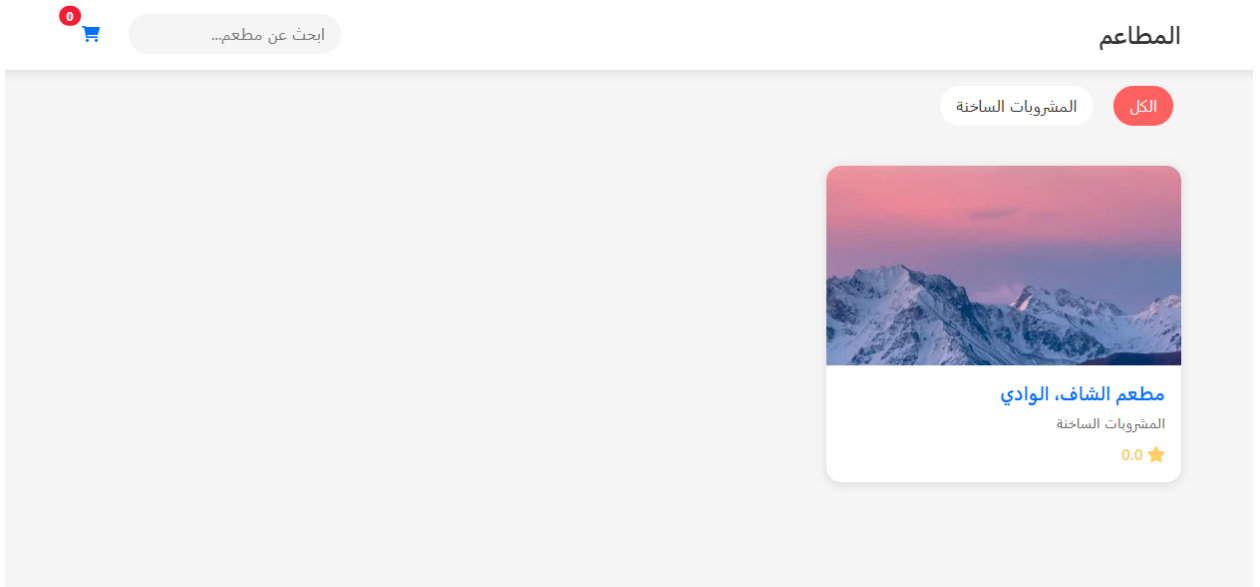 المطاعم
ابحث عن مطعم...
0
الكل
المشروبات الساخنة
مطعم الشاف، الوادي
المشروبات الساخنة
0.0